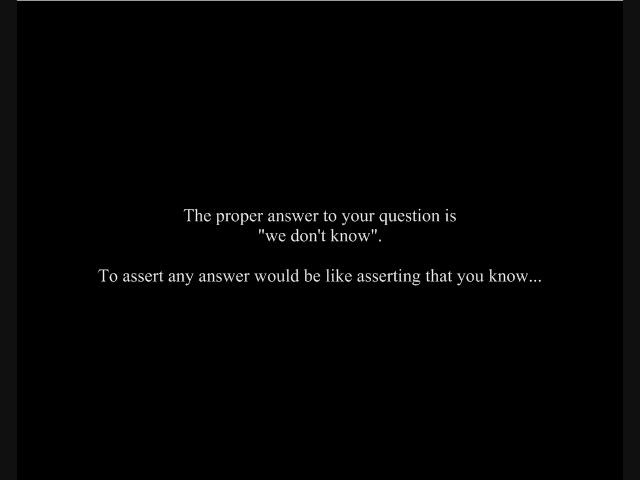 The proper answer to your question is
"we don't know".
To assert any answer would be like asserting that you know...